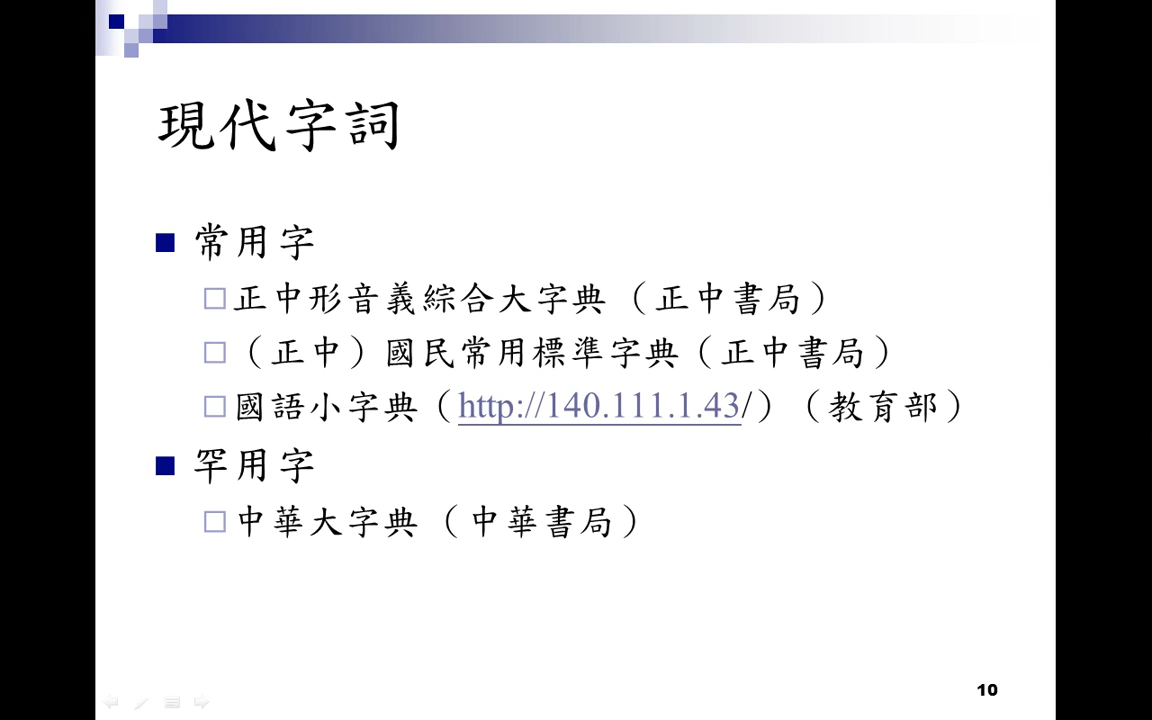 現代字詞
常用字
正中形音義綜合大字典（正中書局）
（正中）國民常用標準字典（正中書局）
國語小字典（http://140.111.1.43/）（教育部）
罕用字
中華大字典（中華書局）
10